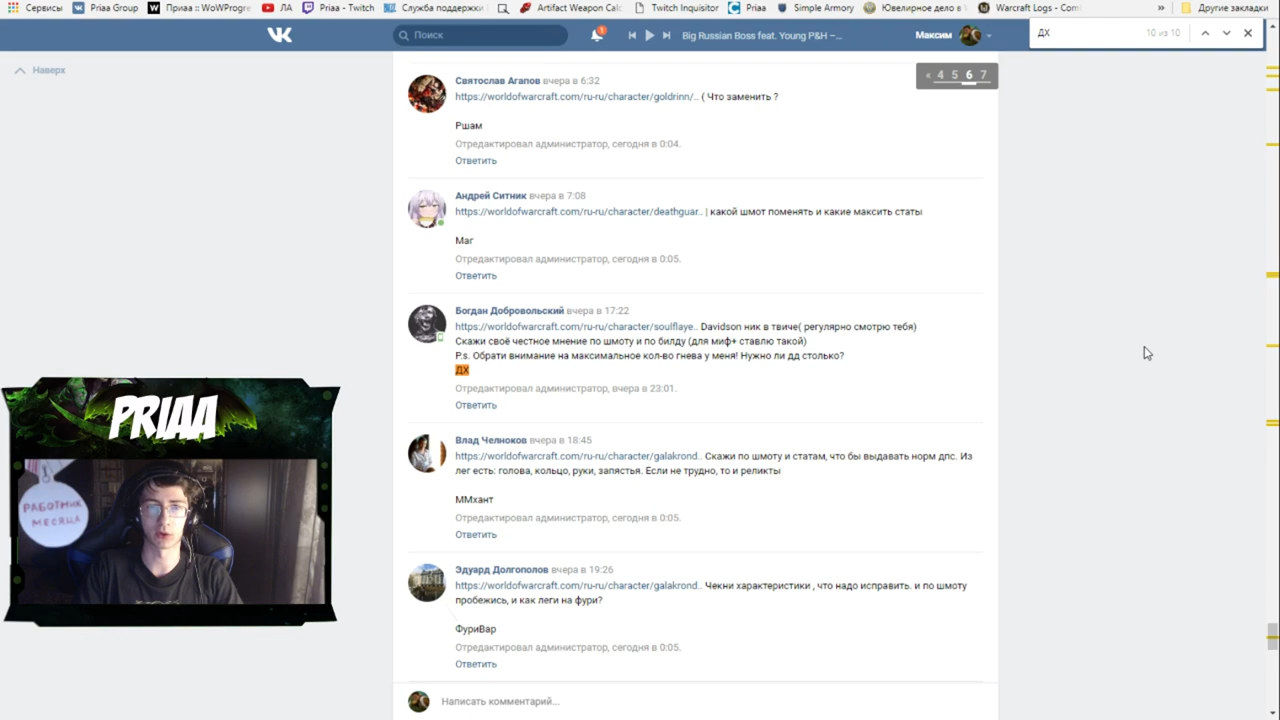 Сервисы
Priaa Group
Приаа :: WoWProgre
ЛА
Priaa - Twitch
Служба поддержки
Artifact Weapon Calc
Twitch Inquisitor
Priaa
Simple Armory
Ювелирное дело в
Warcraft Logs - Com
»
Другие закладки
Поиск
1
Big Russian Boss feat. Young P&H –...
Максим
ДХ
10 из 10
Наверх
« 4 5 6 7
Святослав Агапов вчера в 6:32
https://worldofwarcraft.com/ru-ru/character/goldrinn/.. ( Что заменить ?
Ршам
Отредактировал администратор, сегодня в 0:04.
Ответить
Андрей Ситник вчера в 7:08
https://worldofwarcraft.com/ru-ru/character/deathguar.. | какой шмот поменять и какие максить статы
Маг
Отредактировал администратор, сегодня в 0:05.
Ответить
Богдан Добровольский вчера в 17:22
https://worldofwarcraft.com/ru-ru/character/soulflaye.. Davidson ник в твиче( регулярно смотрю тебя)
Скажи своё честное мнение по шмоту и по билду (для миф+ ставлю такой)
P.s. Обрати внимание на максимальное кол-во гнева у меня! Нужно ли дд столько?
ДХ
Отредактировал администратор, вчера в 23:01.
Ответить
Влад Челноков вчера в 18:45
https://worldofwarcraft.com/ru-ru/character/galakrond.. Скажи по шмоту и статам, что бы выдавать норм дпс. Из
лег есть: голова, кольцо, руки, запястья. Если не трудно, то и реликты
ММхант
Отредактировал администратор, сегодня в 0:05.
Ответить
Эдуард Долгополов вчера в 19:26
https://worldofwarcraft.com/ru-ru/character/galakrond.. Чекни характеристики , что надо исправить. и по шмоту
пробежись, и как леги на фури?
ФуриВар
Отредактировал администратор, сегодня в 0:05.
Ответить
Написать комментарий...
PRIAA
РАБОТНИК
МЕСЯЦА